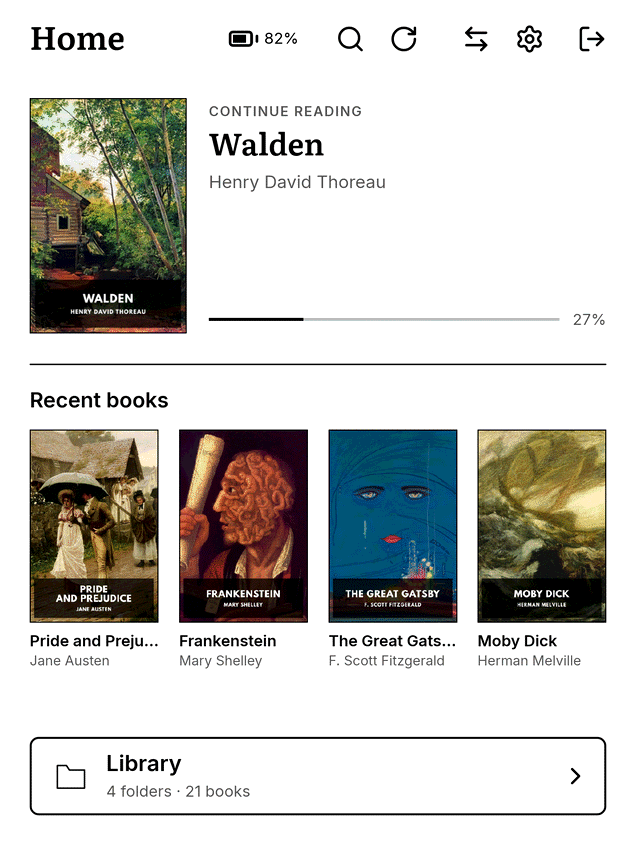 Home
82%
CONTINUE READING
Walden
Henry David Thoreau
WALDEN
HENRY DAVID THOREAU
27%
Recent books
PRIDE
AND PREJUDICE
JANE AUSTEN
FRANKENSTEIN
MARY SHELLEY
THE GREAT GATSBY
F. SCOTT FITZGERALD
MOBY DICK
HERMAN MELVILLE
Pride and Preju...
Jane Austen
Frankenstein
Mary Shelley
The Great Gats...
F. Scott Fitzgerald
Moby Dick
Herman Melville
Library
4 folders · 21 books